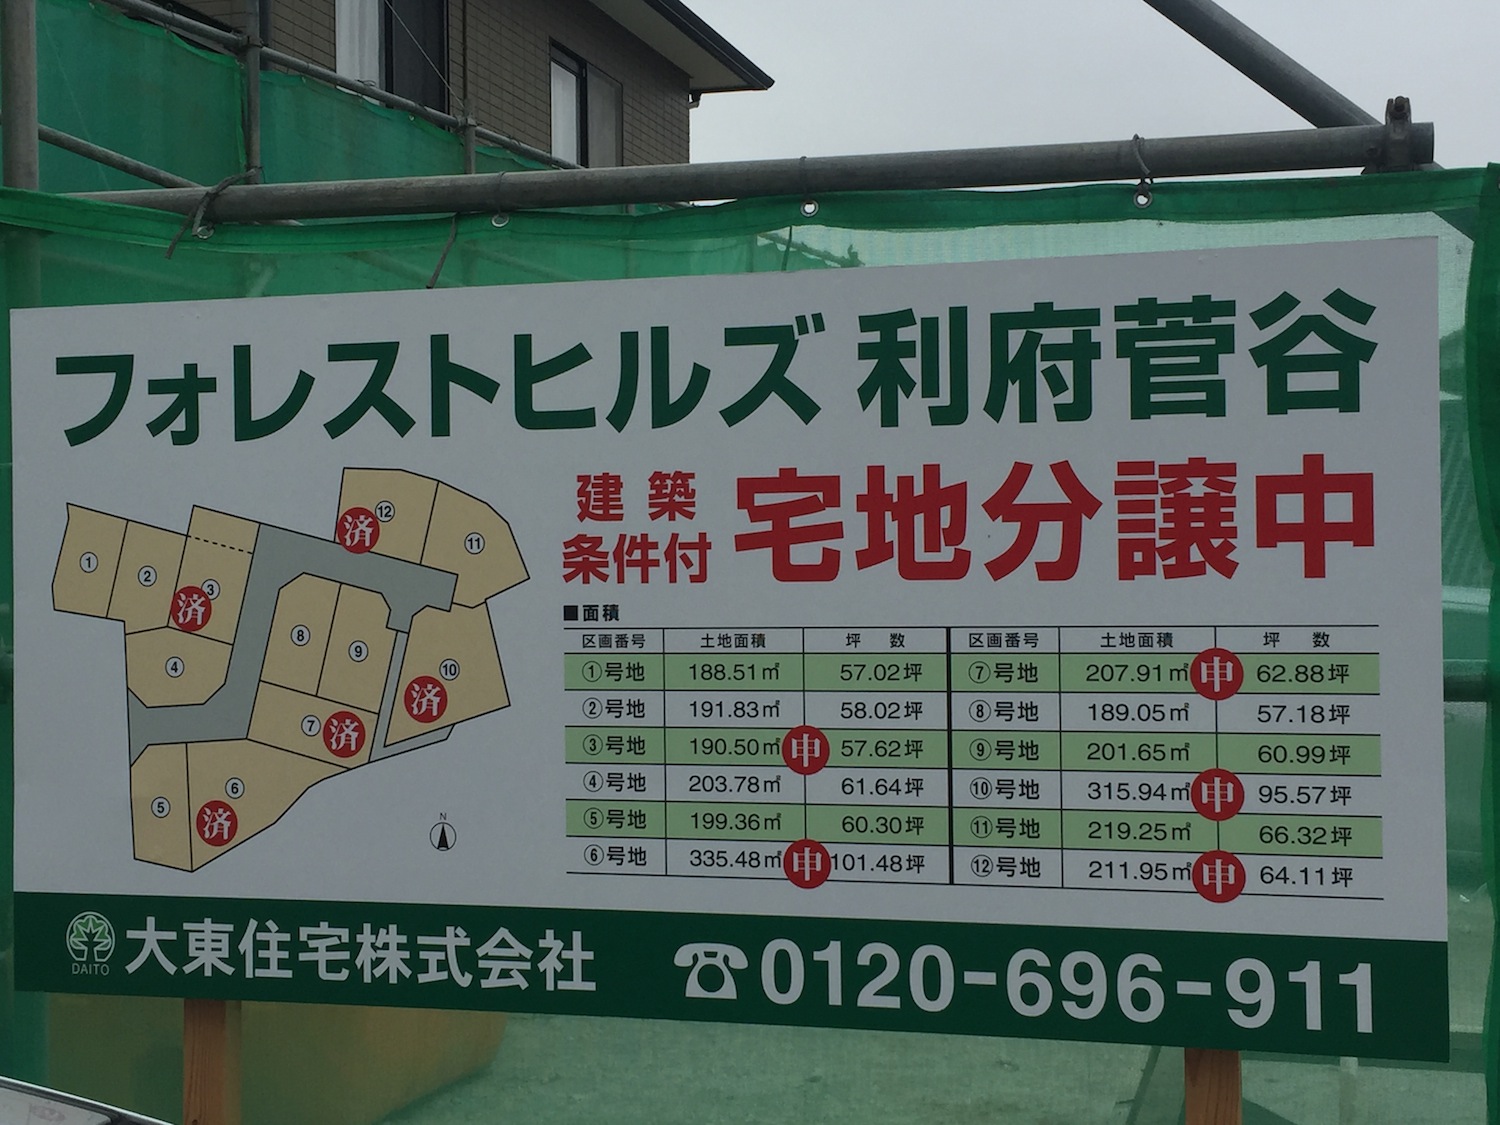 フォレストヒルズ 利府菅谷
建築
条件付
宅地分譲中
① ② ③ 済
④
⑤ ⑥ 済
⑦ 済
⑧ ⑨
⑩ 済
⑪
⑫ 済
N
■面積
区画番号 土地面積 坪 数 区画番号 土地面積 坪 数
①号地 188.51㎡ 57.02坪 ⑦号地 207.91㎡ 申 62.88坪
②号地 191.83㎡ 58.02坪 ⑧号地 189.05㎡ 57.18坪
③号地 190.50㎡ 申 57.62坪 ⑨号地 201.65㎡ 60.99坪
④号地 203.78㎡ 61.64坪 ⑩号地 315.94㎡ 申 95.57坪
⑤号地 199.36㎡ 60.30坪 ⑪号地 219.25㎡ 66.32坪
⑥号地 335.48㎡ 申 101.48坪 ⑫号地 211.95㎡ 申 64.11坪
DAITO
大東住宅株式会社 ☎0120-696-911